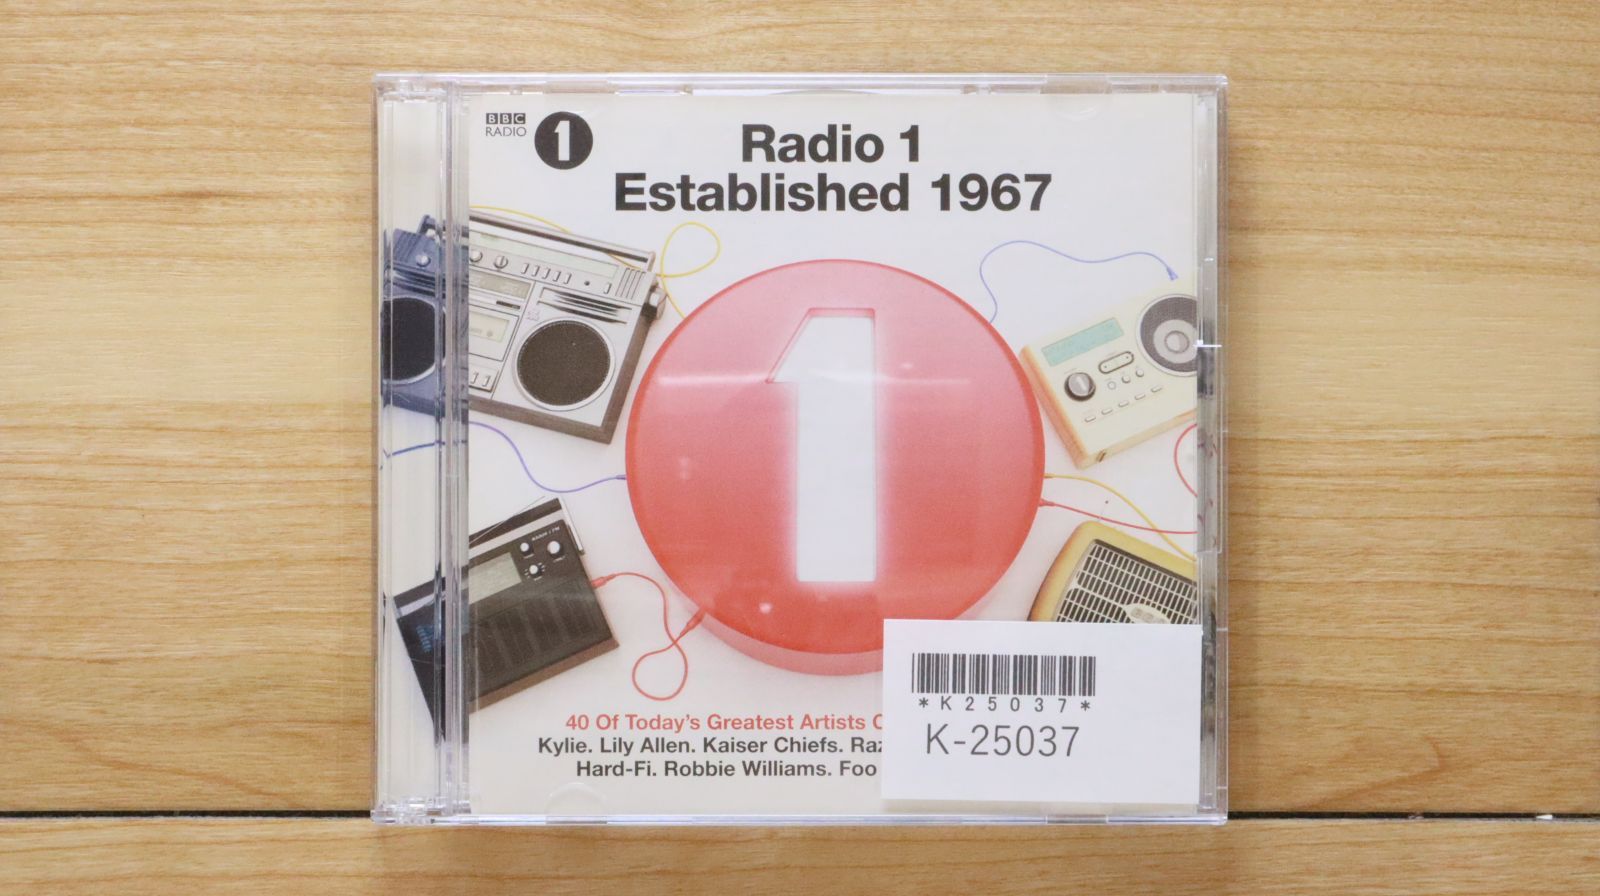 BBC
RADIO
1
Radio 1
Established 1967
1
40 Of Today's Greatest Artists
Kylie. Lily Allen. Kaiser Chiefs.
Hard-Fi. Robbie Williams. Foo
*K25037*
K-25037